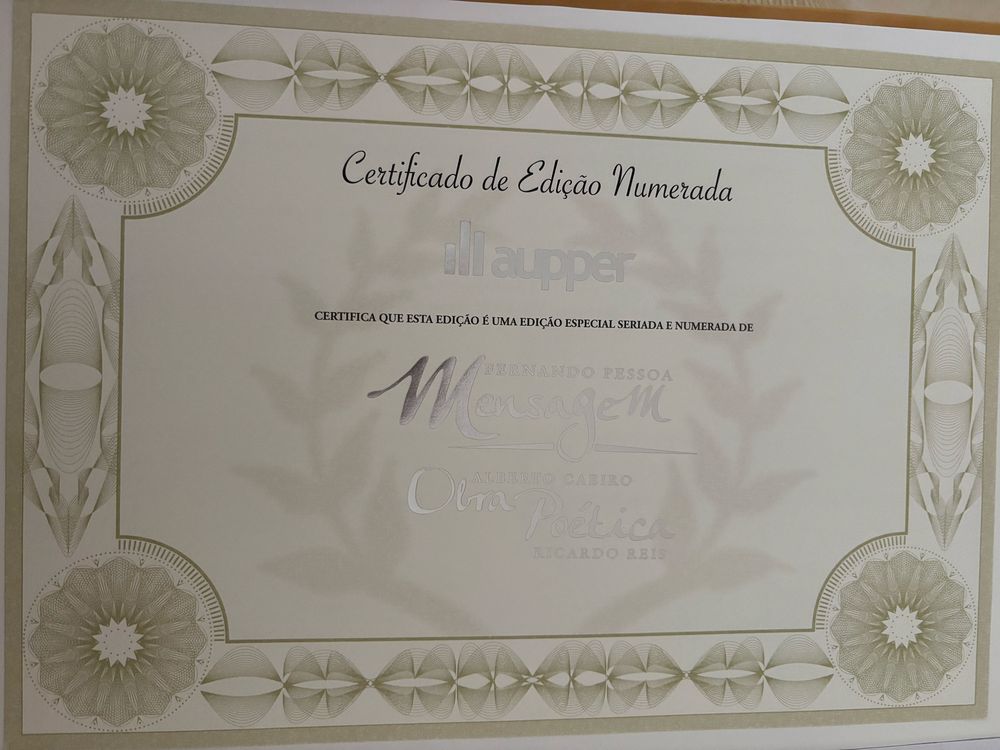 Certificado de Edição Numerada
aupper
CERTIFICA QUE ESTA EDIÇÃO É UMA EDIÇÃO ESPECIAL SERIADA E NUMERADA DE
FERNANDO PESSOA
Mensagem
ALBERTO CAEIRO
Obra Poética
RICARDO REIS